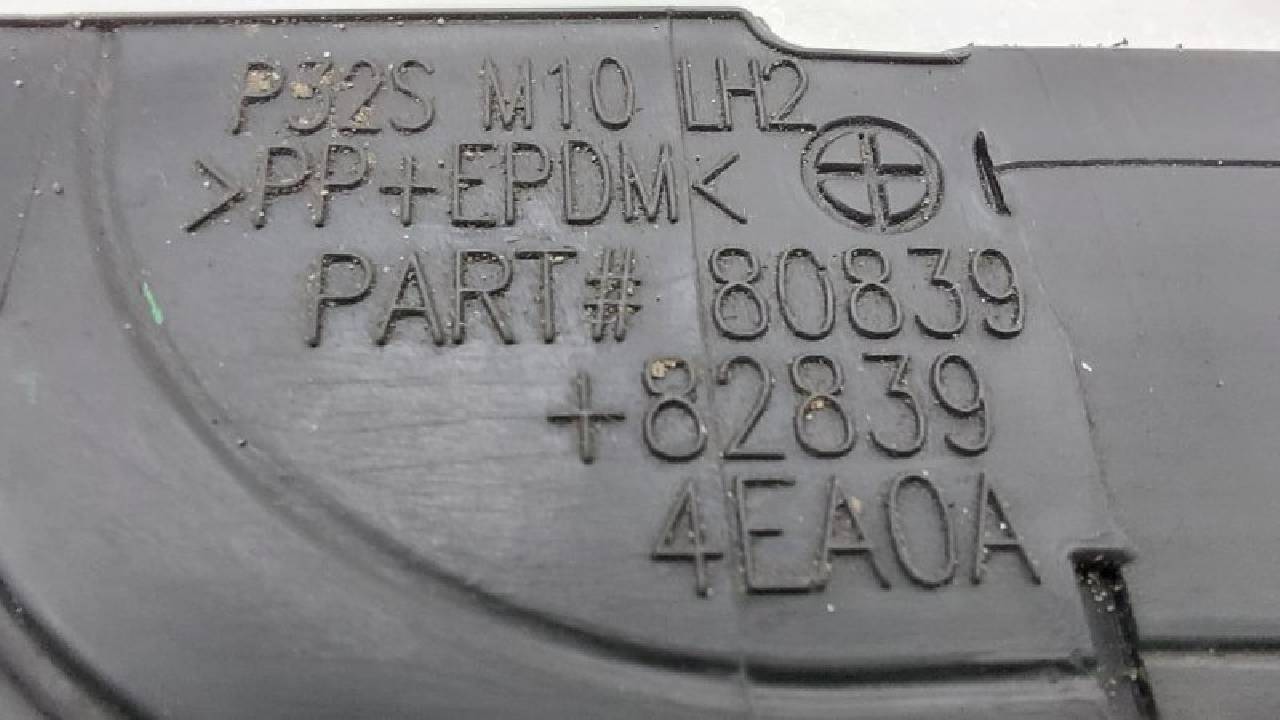 P32S M10 LH2
>PP+EPDM<
PART# 80839
+82839
4EA0A